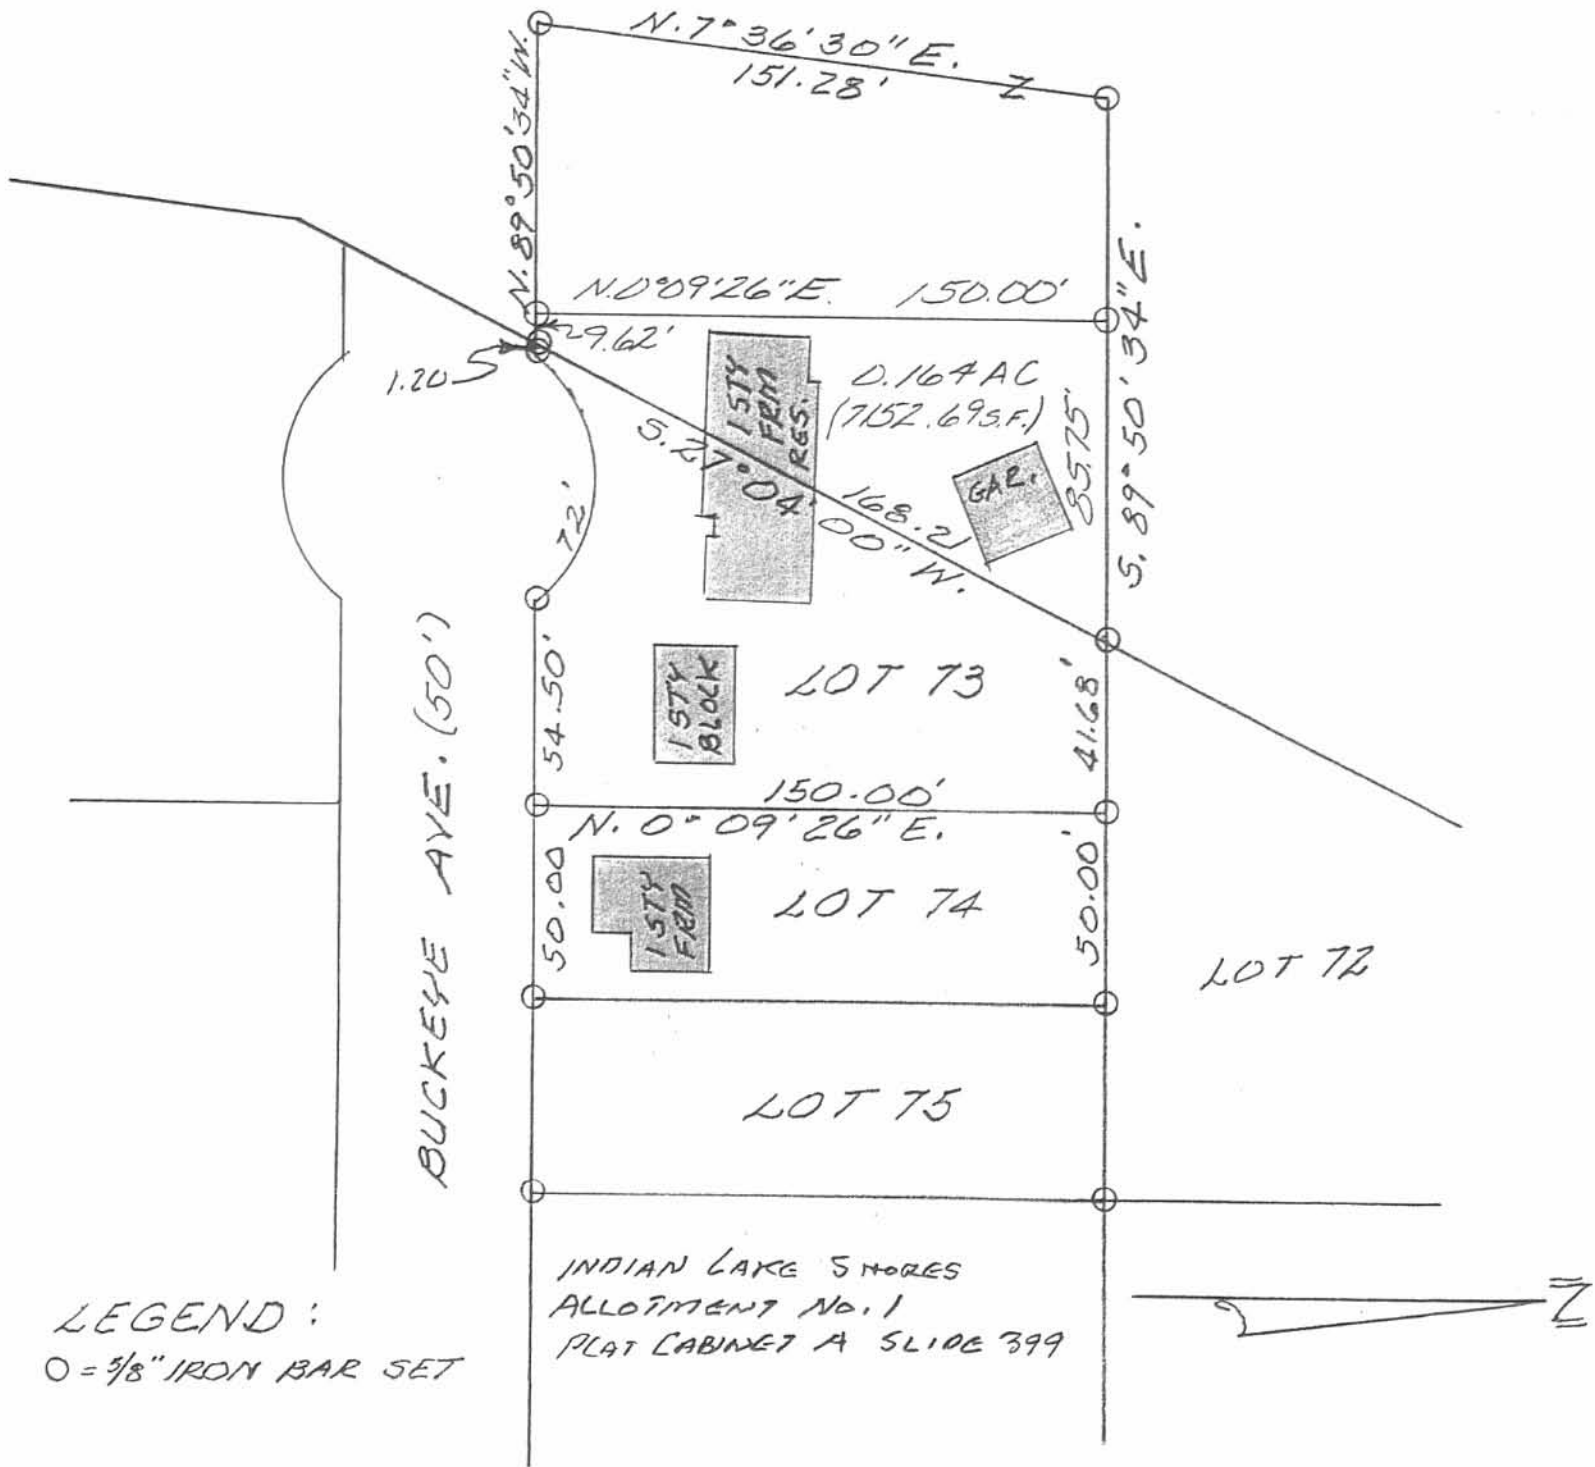 N. 7° 36' 30" E.
151.28'
Z
N. 89° 50' 34" W.
N. 0° 09' 26" E. 150.00'
9.62'
1.20
1 STY
FRM
RES.
0.164 AC
(7152.69 S.F.)
GAR.
85.75'
S. 89° 50' 34" E.
04' 00" W.
72'
54.50'
1 STY
BLOCK
LOT 73
41.68'
150.00'
N. 0° 09' 26" E.
BUCKEYE AVE. (50')
50.00
1 STY
FRM
LOT 74
50.00'
LOT 72
LOT 75
INDIAN LAKE SHORES
ALLOTMENT No. 1
PLAT CABINET A SLIDE 399
Z
LEGEND:
O = 5/8" IRON BAR SET